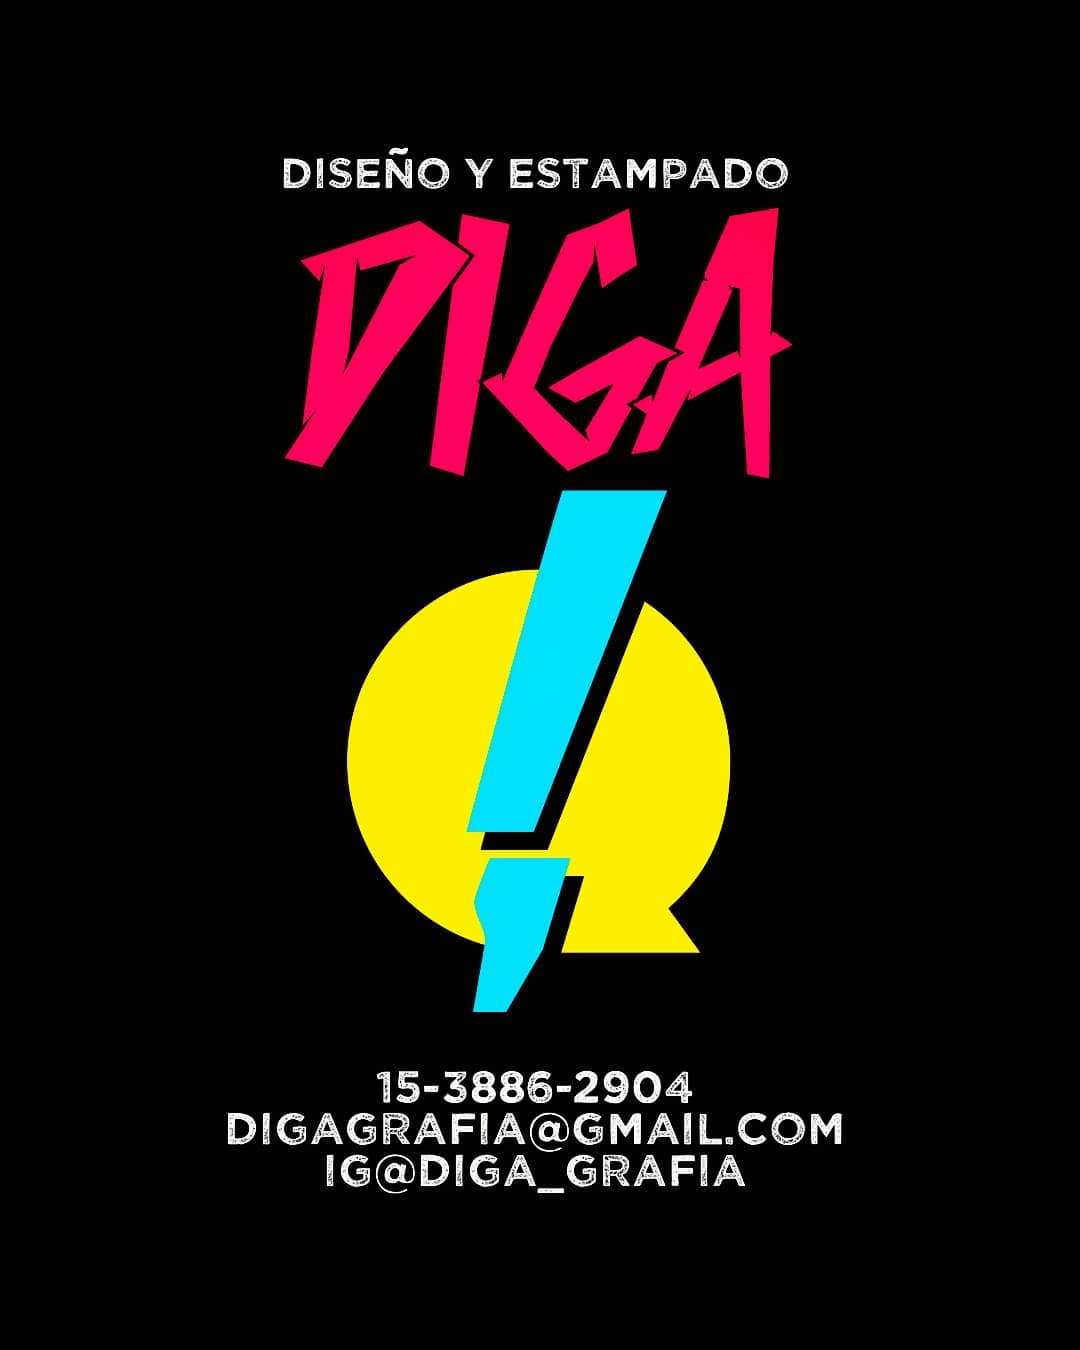 DISEÑO Y ESTAMPADO
DIGA
!
15-3886-2904
DIGAGRAFIA@GMAIL.COM
IG@DIGA_GRAFIA